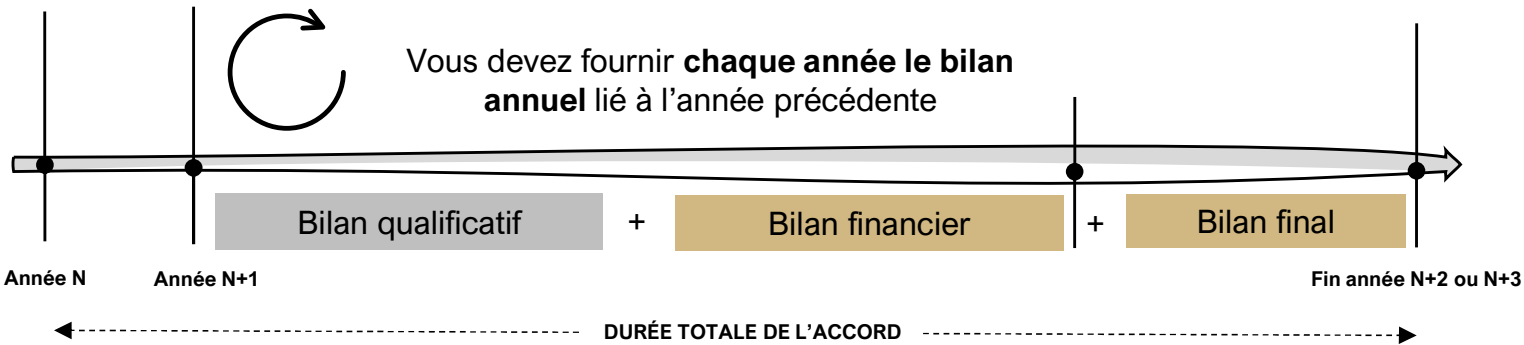 Vous devez fournir chaque année le bilan
annuel lié à l’année précédente
Bilan qualificatif + Bilan financier + Bilan final
Année N Année N+1 Fin année N+2 ou N+3
DURÉE TOTALE DE L’ACCORD